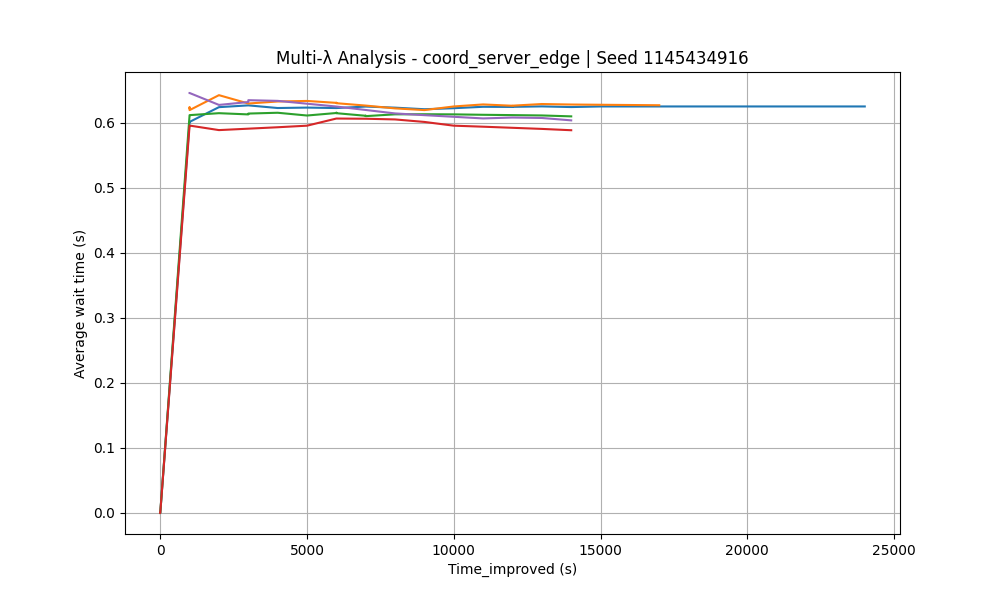 Multi-λ Analysis - coord_server_edge | Seed 1145434916
Average wait time (s)
0.6
0.5
0.4
0.3
0.2
0.1
0.0
0 5000 10000 15000 20000 25000
Time_improved (s)